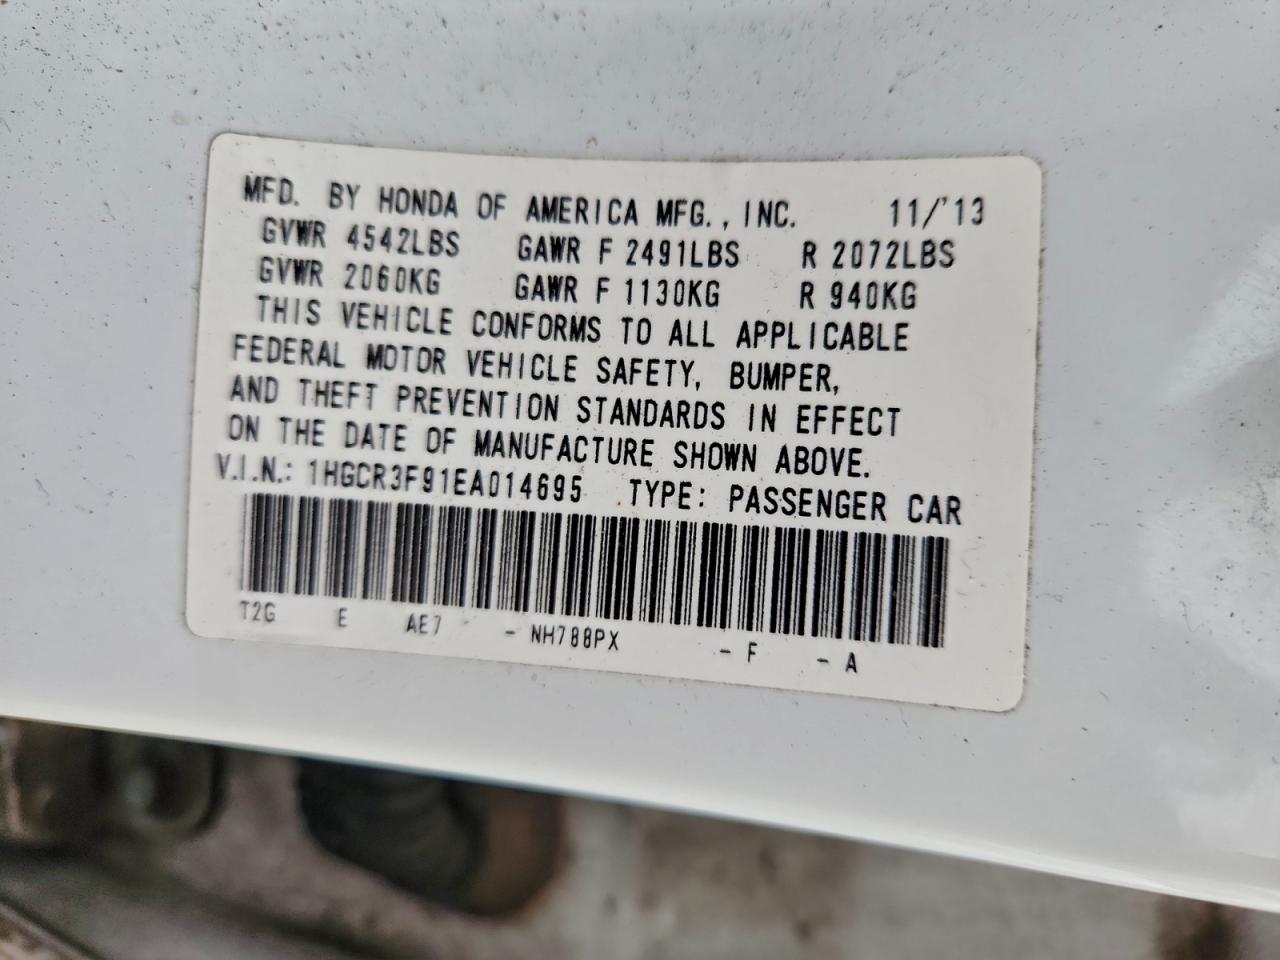 MFD. BY HONDA OF AMERICA MFG., INC. 11/'13
GVWR 4542LBS GAWR F 2491LBS R 2072LBS
GVWR 2060KG GAWR F 1130KG R 940KG
THIS VEHICLE CONFORMS TO ALL APPLICABLE
FEDERAL MOTOR VEHICLE SAFETY, BUMPER,
AND THEFT PREVENTION STANDARDS IN EFFECT
ON THE DATE OF MANUFACTURE SHOWN ABOVE.
V.I.N.: 1HGCR3F91EA014695 TYPE: PASSENGER CAR
T2G E AE7 - NH788PX - F - A